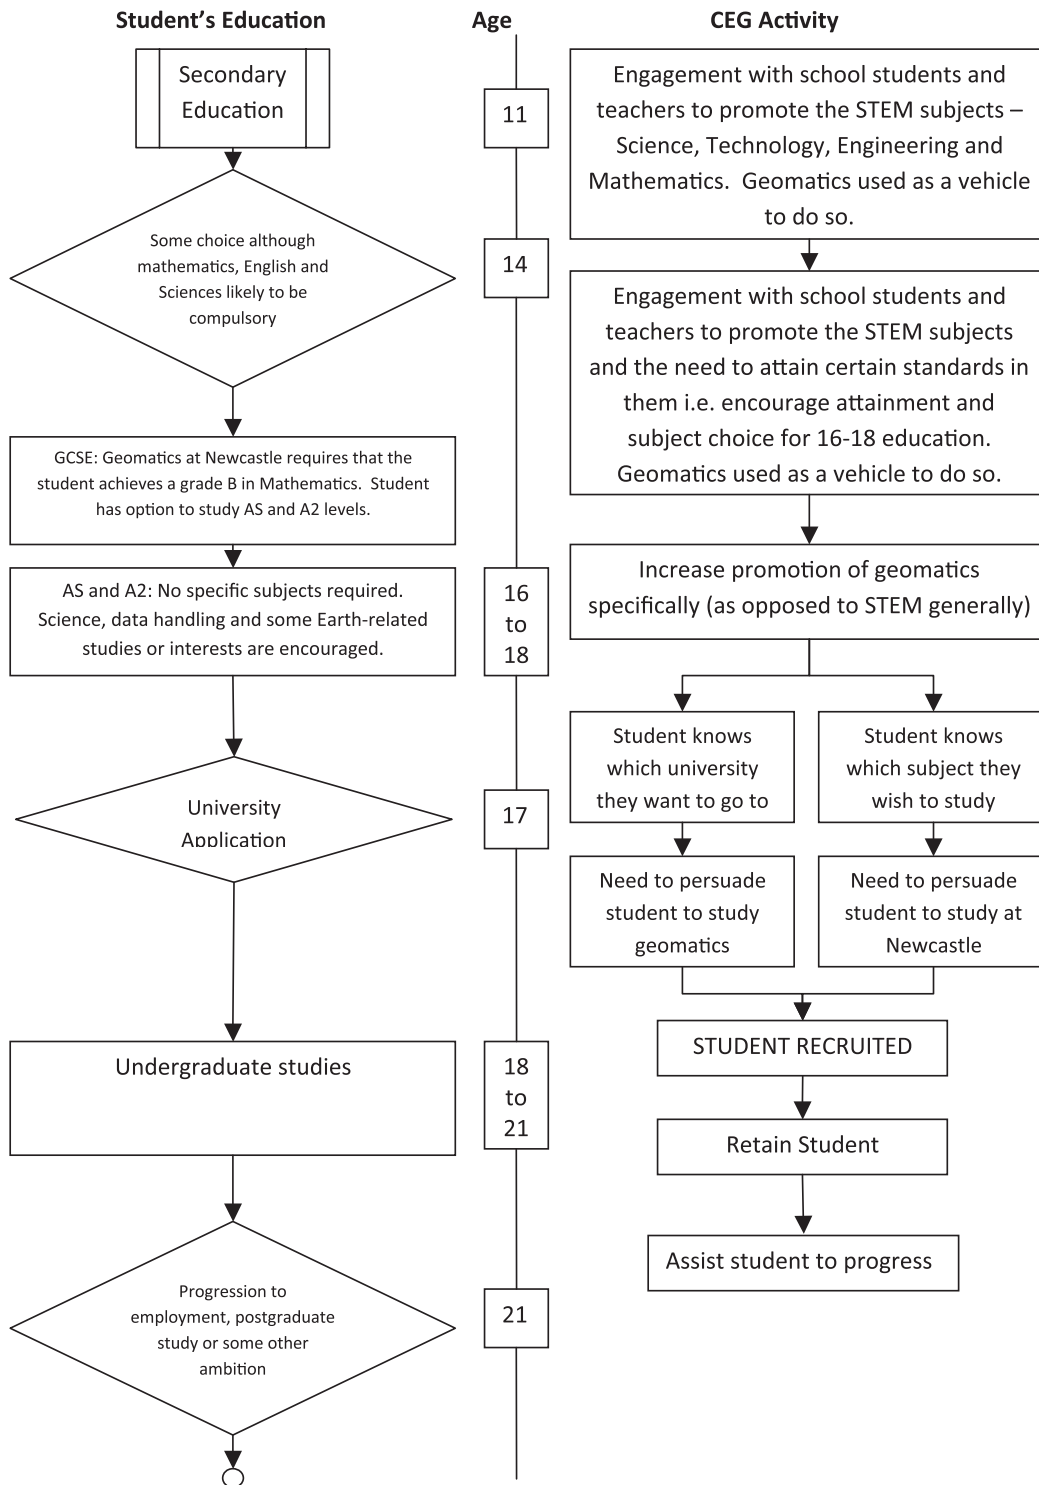 Student’s Education
Secondary
Education
Some choice although
mathematics, English and
Sciences likely to be
compulsory
GCSE: Geomatics at Newcastle requires that the
student achieves a grade B in Mathematics.  Student
has option to study AS and A2 levels.
AS and A2: No specific subjects required.
Science, data handling and some Earth-related
studies or interests are encouraged.
University
Application
Undergraduate studies
Progression to
employment, postgraduate
study or some other
ambition
Age
11
14
16
to
18
17
18
to
21
21
CEG Activity
Engagement with school students and
teachers to promote the STEM subjects –
Science, Technology, Engineering and
Mathematics.  Geomatics used as a vehicle
to do so.
Engagement with school students and
teachers to promote the STEM subjects
and the need to attain certain standards in
them i.e. encourage attainment and
subject choice for 16-18 education.
Geomatics used as a vehicle to do so.
Increase promotion of geomatics
specifically (as opposed to STEM generally)
Student knows
which university
they want to go to
Student knows
which subject they
wish to study
Need to persuade
student to study
geomatics
Need to persuade
student to study at
Newcastle
STUDENT RECRUITED
Retain Student
Assist student to progress